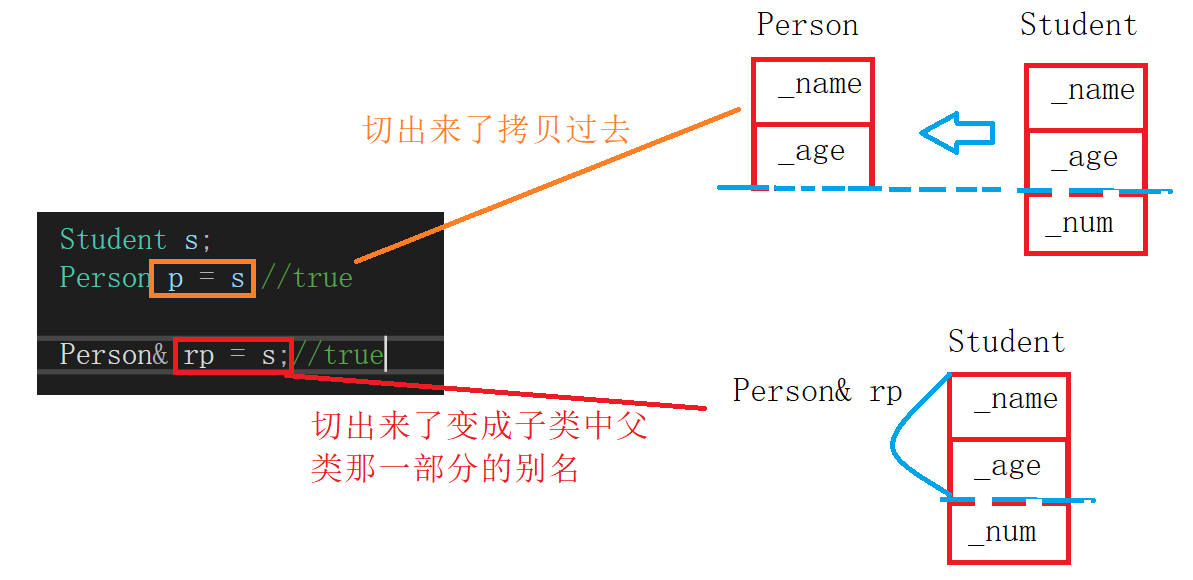 Person
Student
_name
_name
_age
_age
_num
切出来了拷贝过去
Student s;
Person p = s //true
Person& rp = s;//true
切出来了变成子类中父
类那一部分的别名
Student
Person& rp
_name
_age
_num